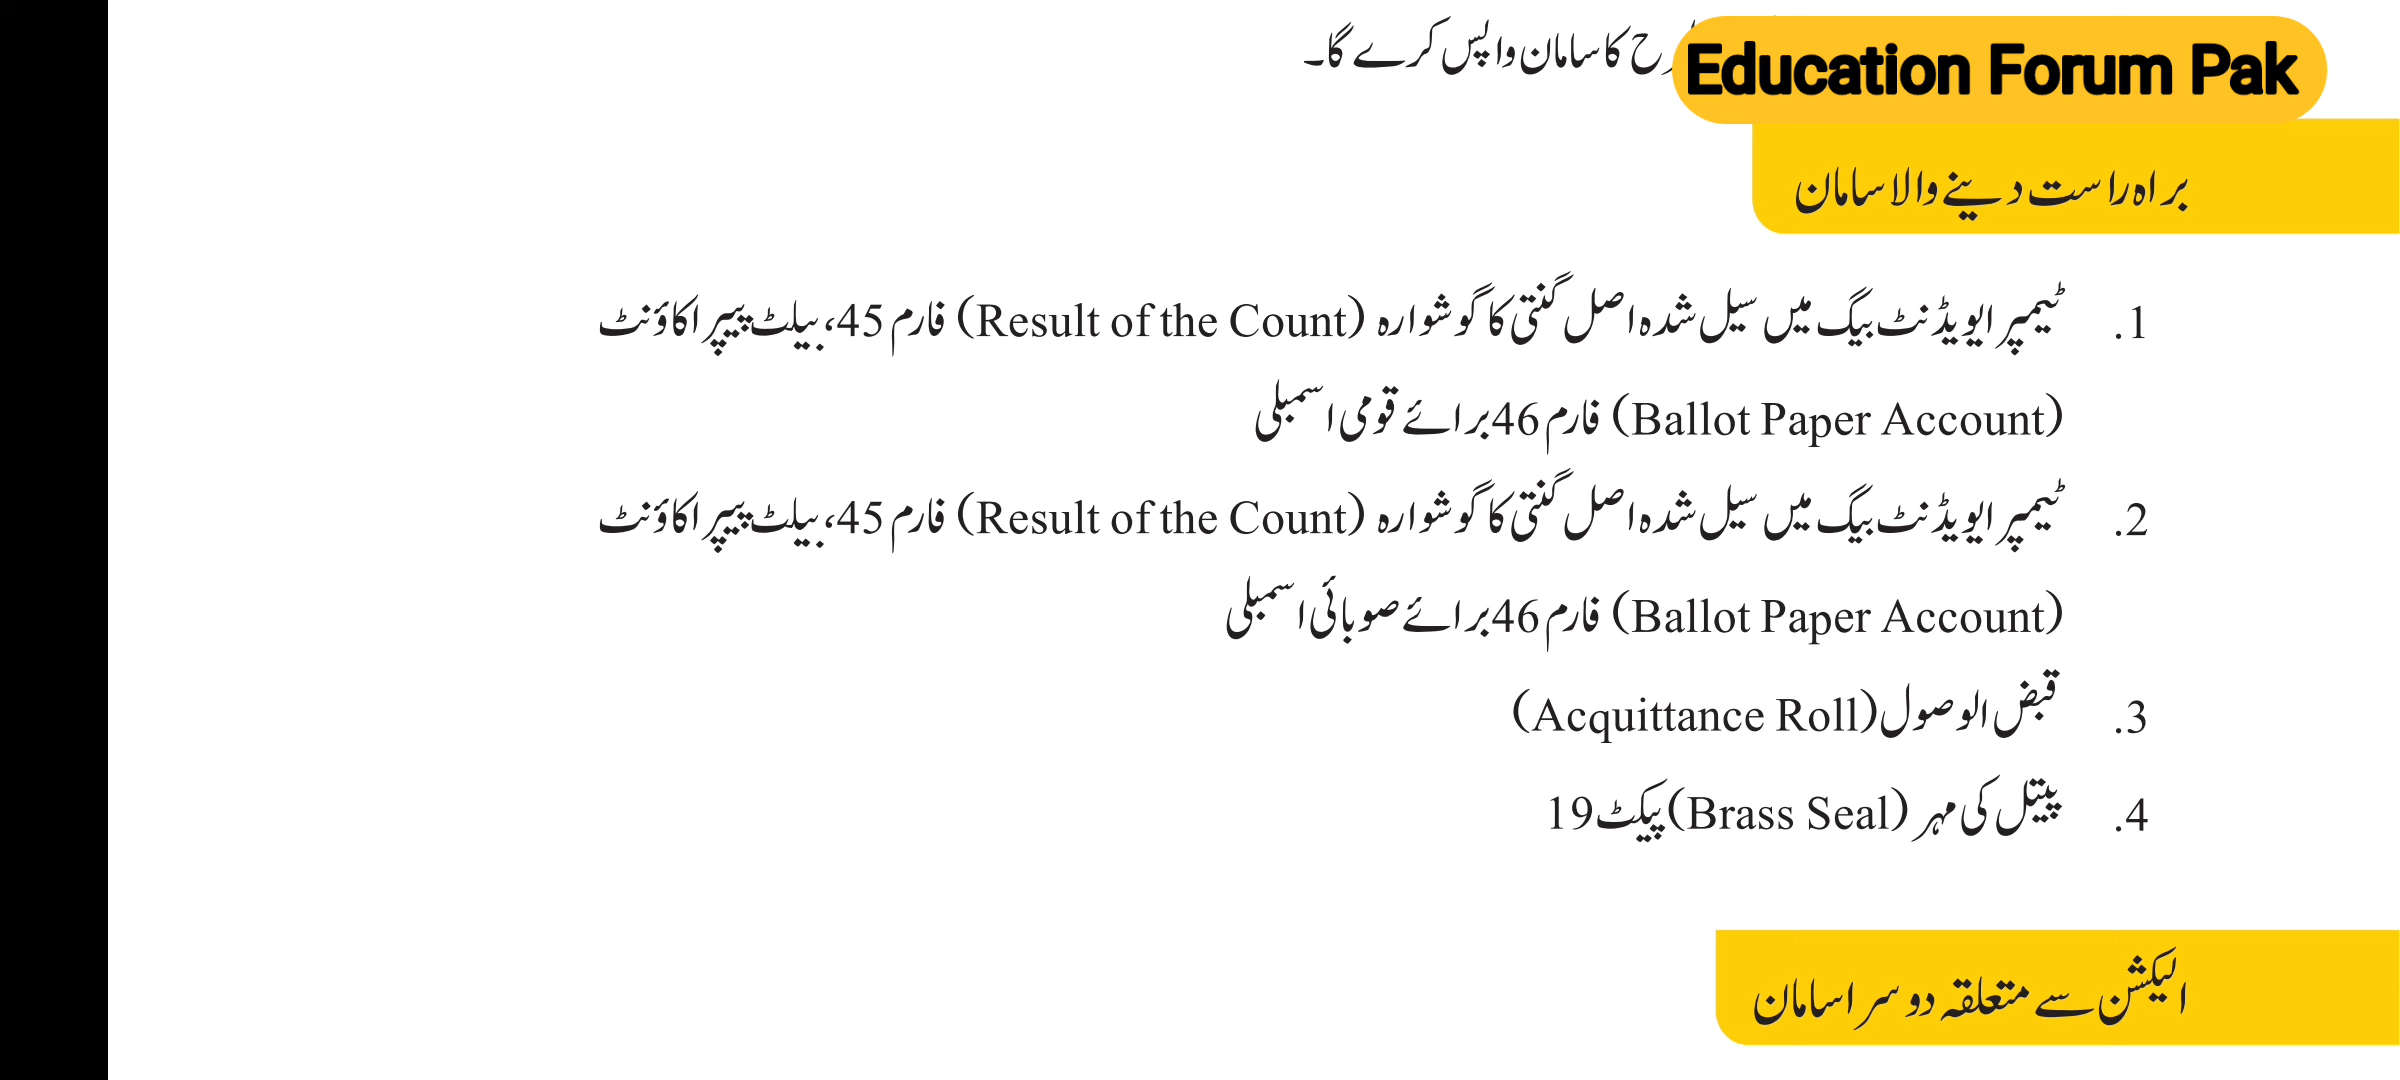 کا سامان واپس کرے گا۔
Education Forum Pak
براہ راست دینے والا سامان
1. ٹیمپر ایویڈنٹ بیگ میں سیل شدہ اصل گنتی کا گوشوارہ (Result of the Count) فارم 45، بیلٹ پیپر اکاؤنٹ
(Ballot Paper Account) فارم 46 برائے قومی اسمبلی
2. ٹیمپر ایویڈنٹ بیگ میں سیل شدہ اصل گنتی کا گوشوارہ (Result of the Count) فارم 45، بیلٹ پیپر اکاؤنٹ
(Ballot Paper Account) فارم 46 برائے صوبائی اسمبلی
3. قبض الوصول (Acquittance Roll)
4. پیتل کی مہر (Brass Seal) پیکٹ 19
الیکشن سے متعلقہ دوسرا سامان